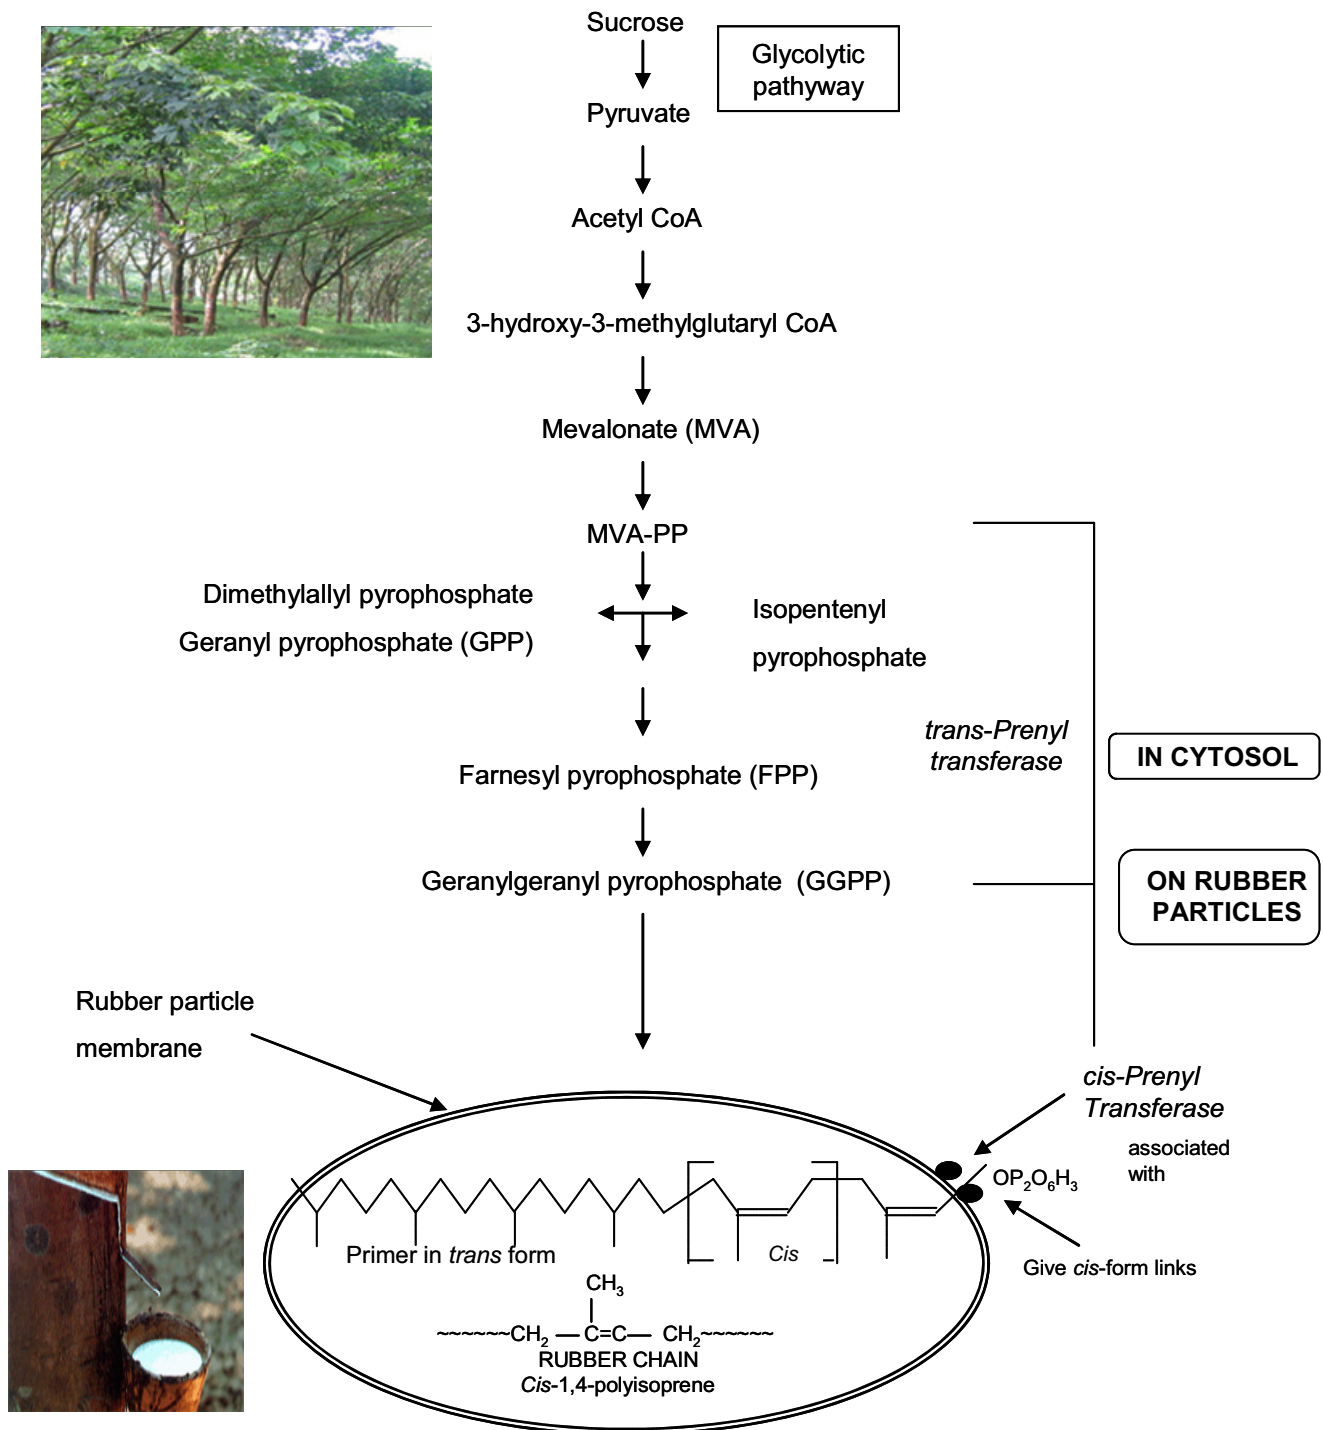 Sucrose
Glycolytic
pathyway
Pyruvate
Acetyl CoA
3-hydroxy-3-methylglutaryl CoA
Mevalonate (MVA)
MVA-PP
Dimethylallyl pyrophosphate
Geranyl pyrophosphate (GPP)
Isopentenyl
pyrophosphate
trans-Prenyl
transferase
IN CYTOSOL
Farnesyl pyrophosphate (FPP)
Geranylgeranyl pyrophosphate (GGPP)
ON RUBBER
PARTICLES
Rubber particle
membrane
cis-Prenyl
Transferase
associated
with
OP₂O₆H₃
Primer in trans form
Cis
Give cis-form links
CH₃
~~~~~~CH₂ — C=C — CH₂~~~~~~
RUBBER CHAIN
Cis-1,4-polyisoprene